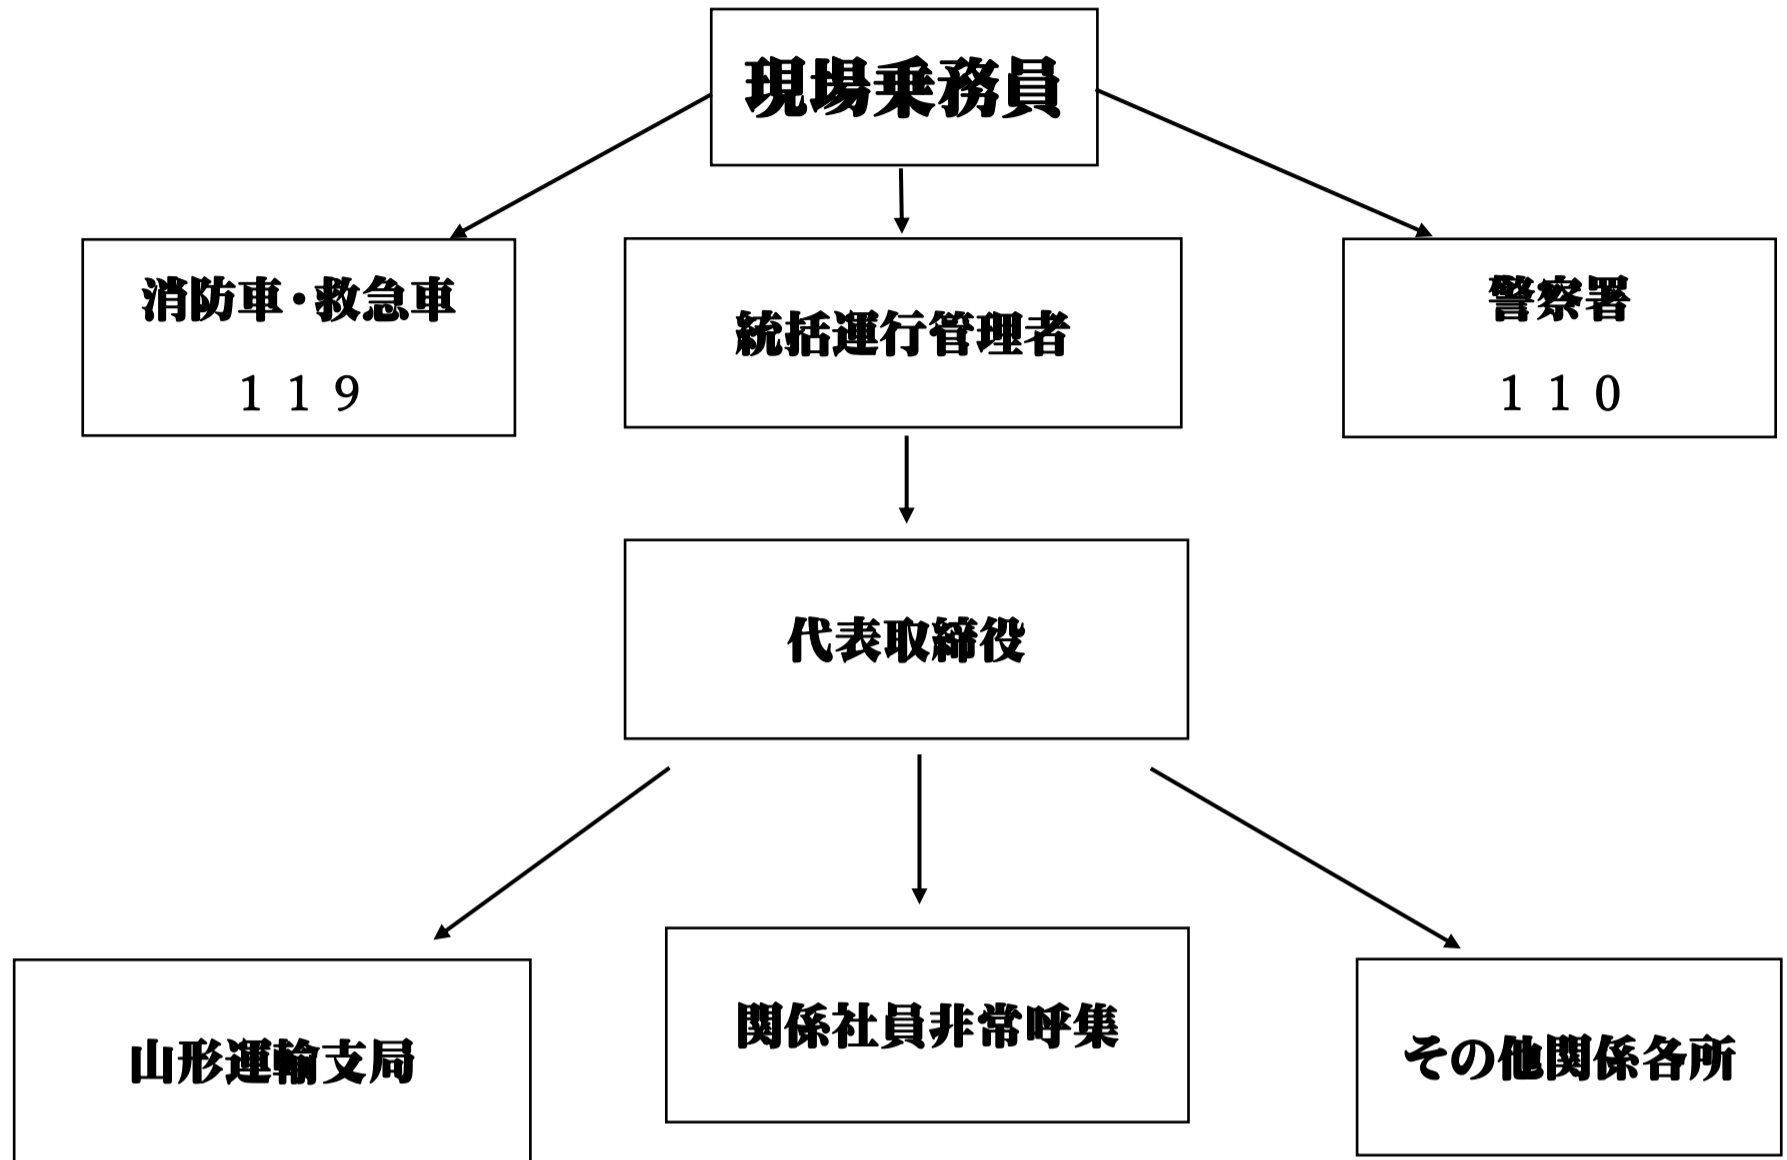 現場乗務員
消防車・救急車
１１９
統括運行管理者
警察署
１１０
代表取締役
山形運輸支局
関係社員非常呼集
その他関係各所